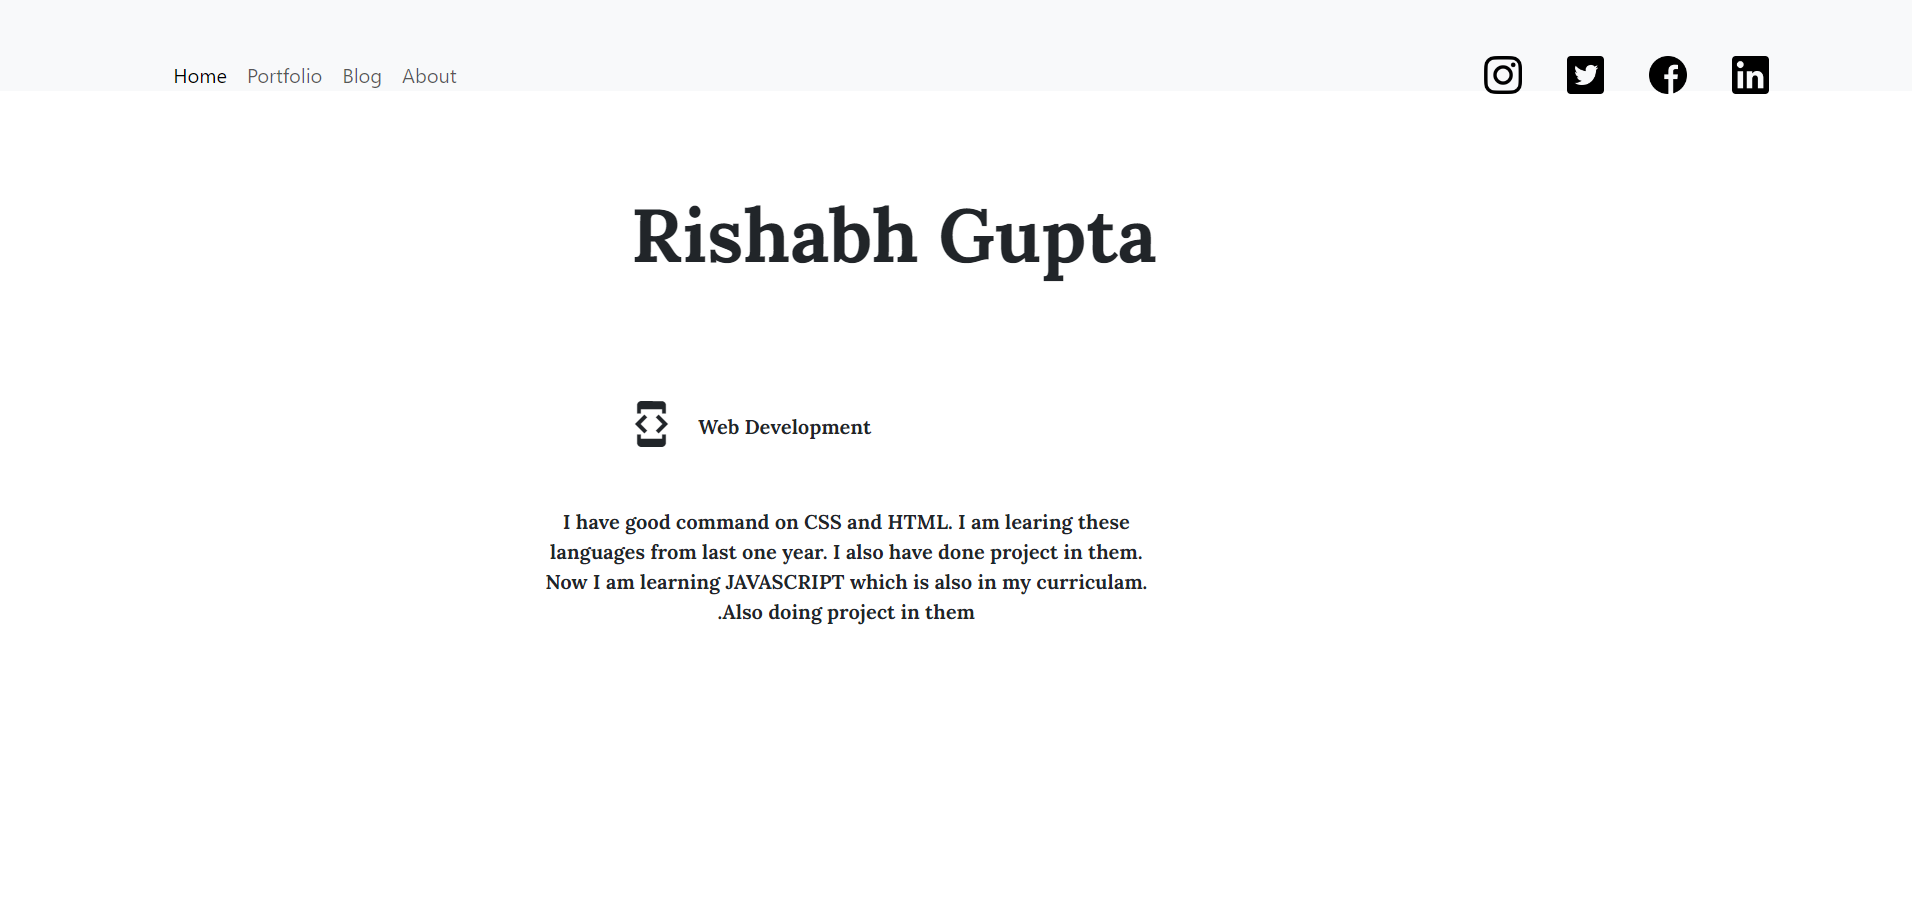 Home Portfolio Blog About
Rishabh Gupta
Web Development
I have good command on CSS and HTML. I am learing these
languages from last one year. I also have done project in them.
Now I am learning JAVASCRIPT which is also in my curriculam.
.Also doing project in them